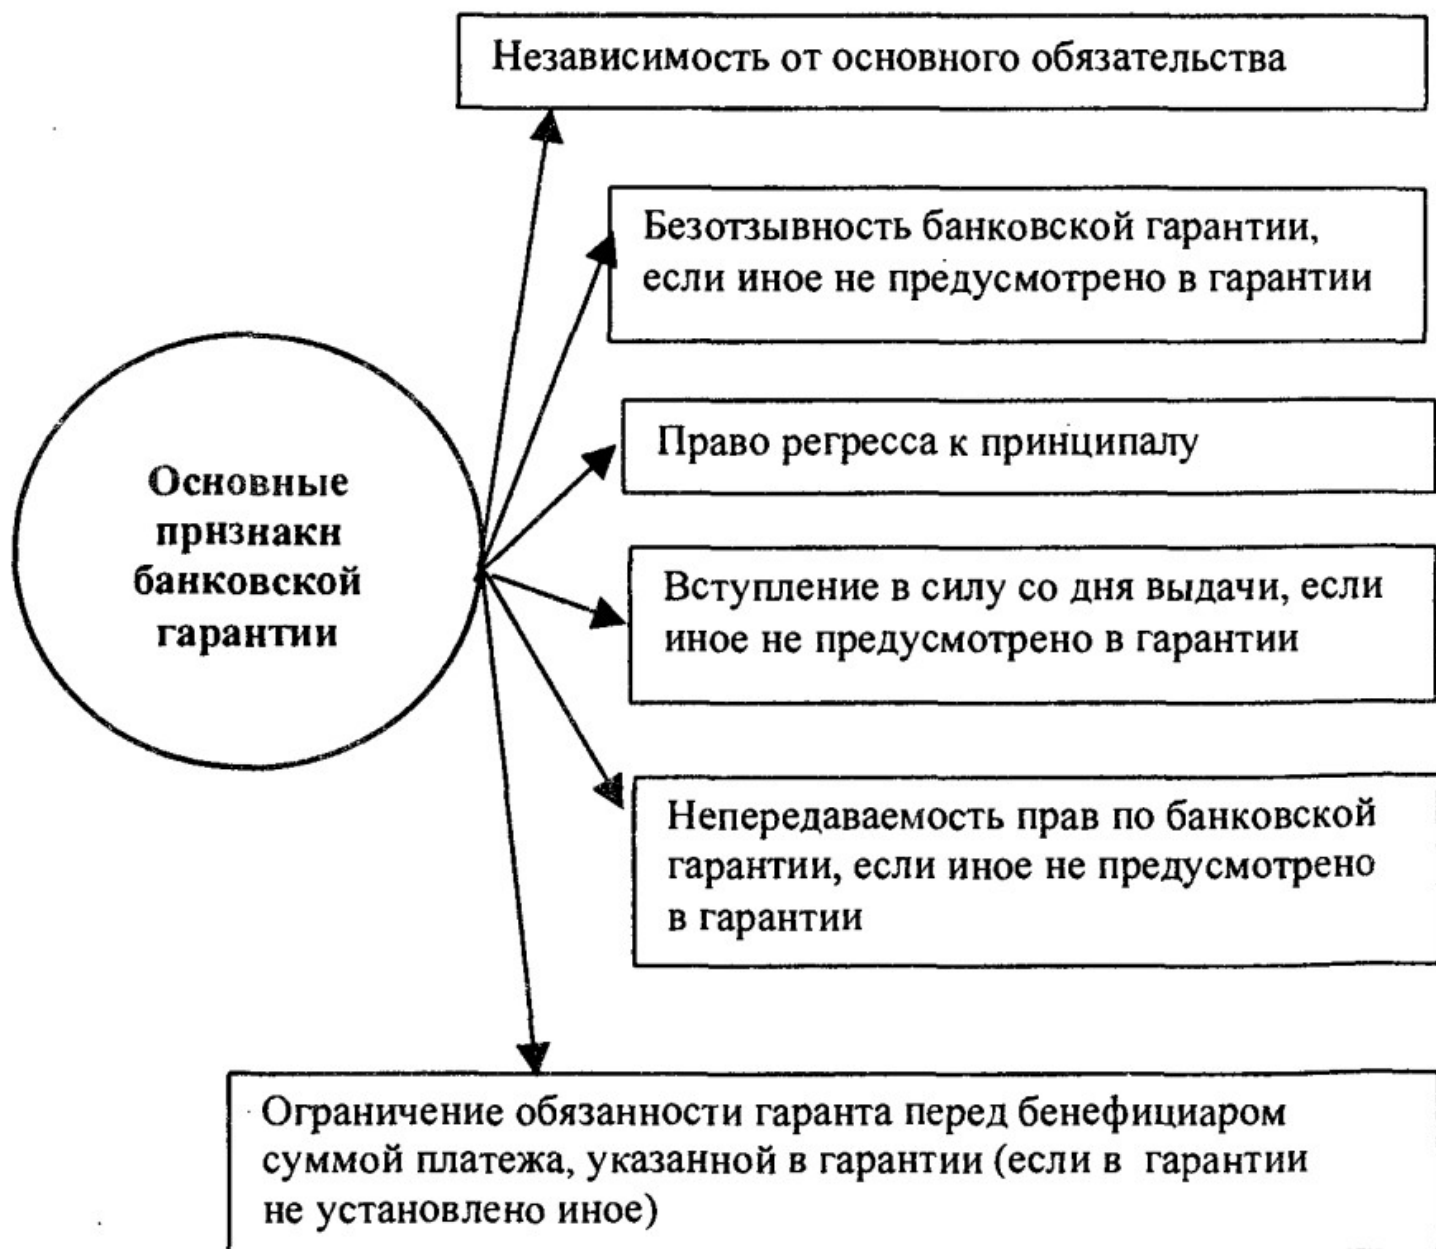 Независимость от основного обязательства
Безотзывность банковской гарантии,
если иное не предусмотрено в гарантии
Право регресса к принципалу
Основные
признаки
банковской
гарантии
Вступление в силу со дня выдачи, если
иное не предусмотрено в гарантии
Непередаваемость прав по банковской
гарантии, если иное не предусмотрено
в гарантии
Ограничение обязанности гаранта перед бенефициаром
суммой платежа, указанной в гарантии (если в гарантии
не установлено иное)